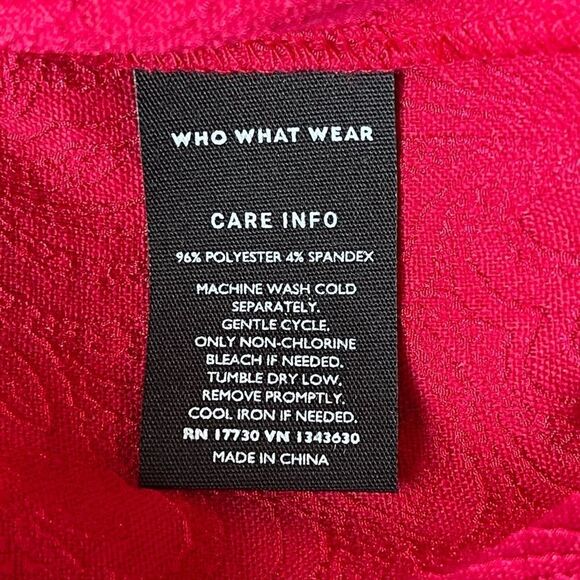 WHO WHAT WEAR
CARE INFO
96% POLYESTER 4% SPANDEX
MACHINE WASH COLD
SEPARATELY.
GENTLE CYCLE.
ONLY NON-CHLORINE
BLEACH IF NEEDED.
TUMBLE DRY LOW,
REMOVE PROMPTLY.
COOL IRON IF NEEDED.
RN 17730 VN 1343630
MADE IN CHINA